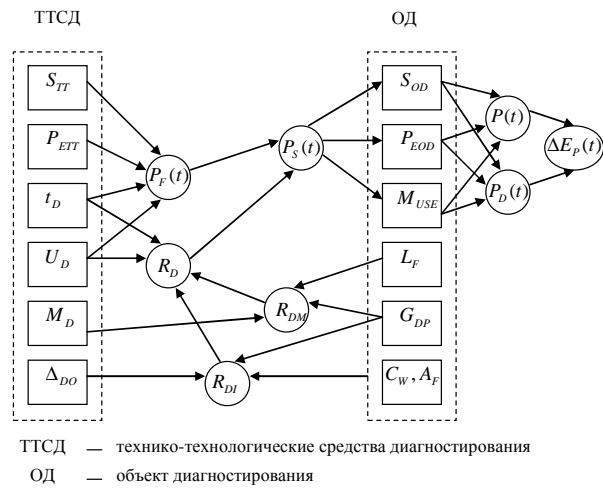 ТТСД ОД
S_TT S_OD
P(t)
P_ETT P_S(t) P_EOD ΔE_P(t)
P_F(t)
t_D M_USE P_D(t)
U_D R_D L_F
M_D R_DM G_DP
Δ_DO R_DI C_W, A_F
ТТСД — технико-технологические средства диагностирования
ОД — объект диагностирования